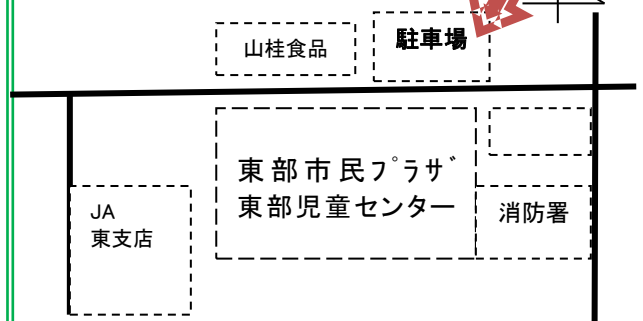 山桂食品
駐車場
東部市民プラザ
東部児童センター
消防署
JA
東支店